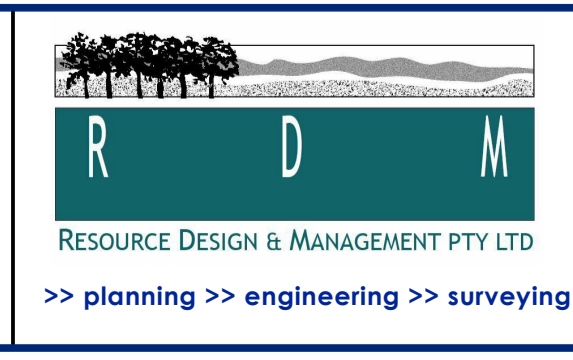 R D M
RESOURCE DESIGN & MANAGEMENT PTY LTD
>> planning >> engineering >> surveying